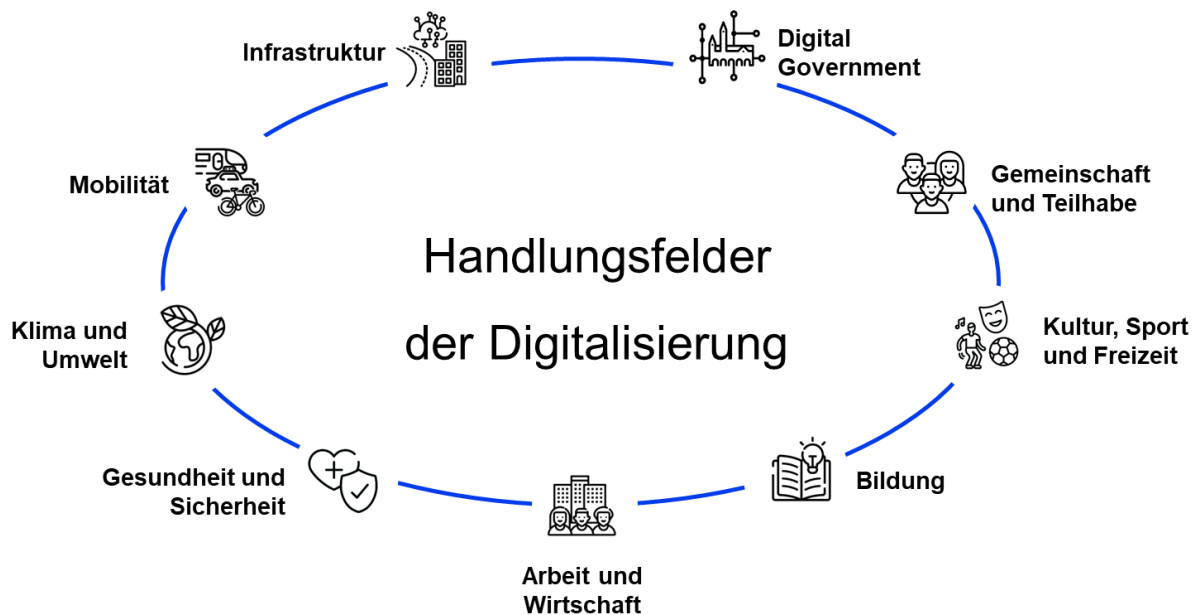 Infrastruktur
Digital
Government
Mobilität
Gemeinschaft
und Teilhabe
Handlungsfelder
der Digitalisierung
Klima und
Umwelt
Kultur, Sport
und Freizeit
Gesundheit und
Sicherheit
Bildung
Arbeit und
Wirtschaft